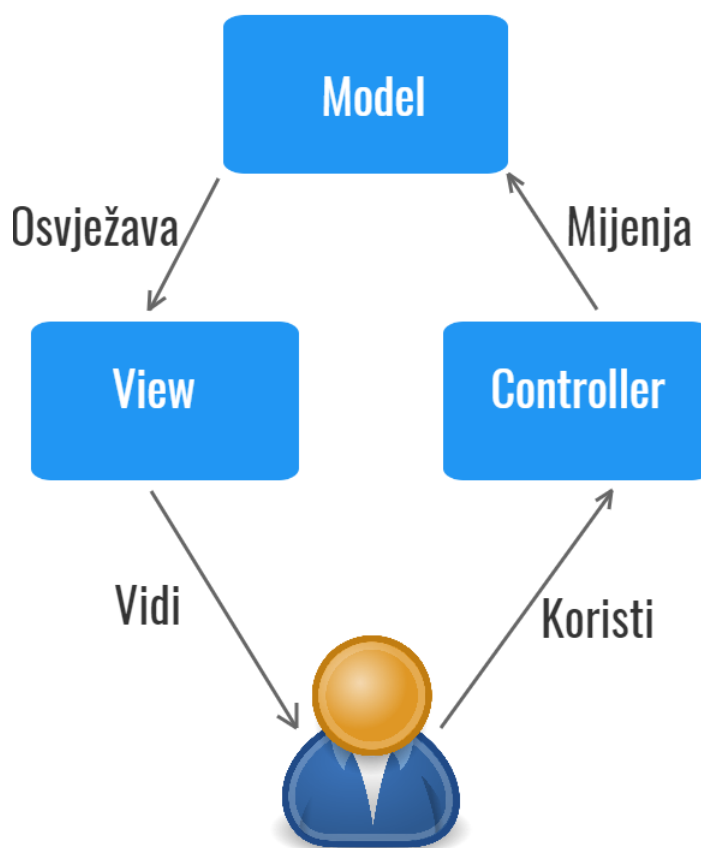 Model
Osvježava
Mijenja
View
Controller
Vidi
Koristi